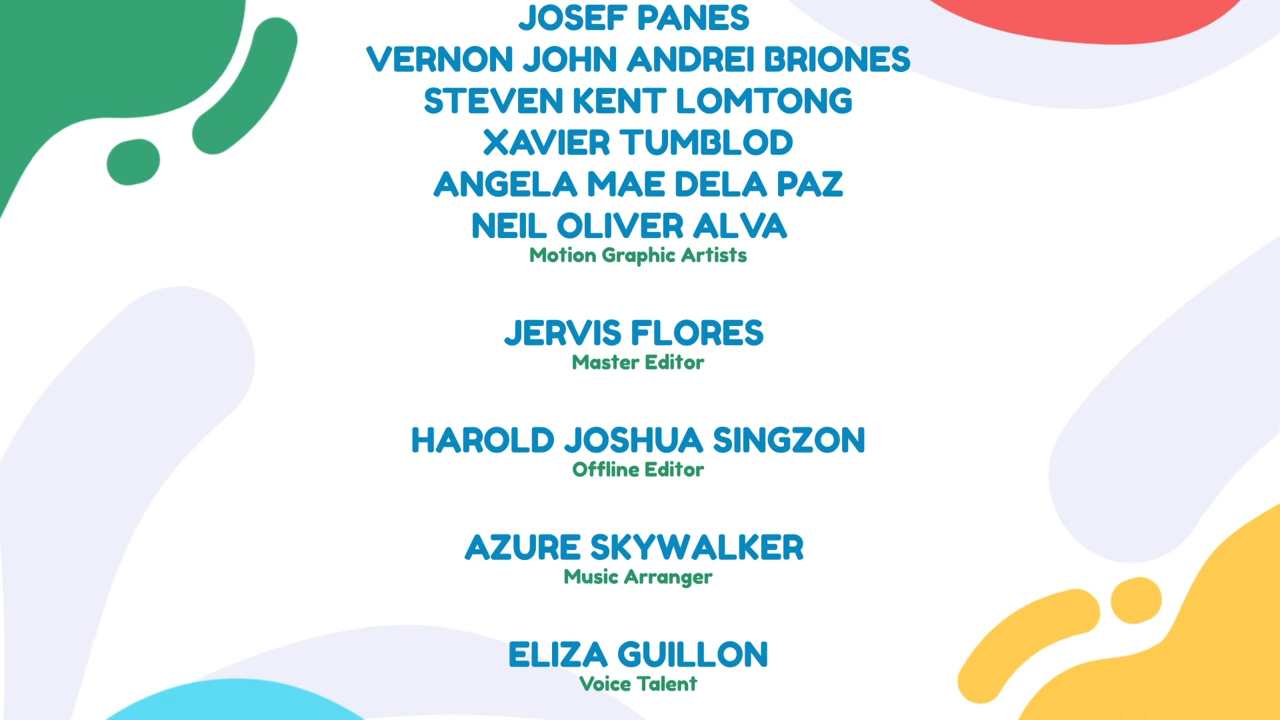 JOSEF PANES
VERNON JOHN ANDREI BRIONES
STEVEN KENT LOMTONG
XAVIER TUMBLOD
ANGELA MAE DELA PAZ
NEIL OLIVER ALVA
Motion Graphic Artists
JERVIS FLORES
Master Editor
HAROLD JOSHUA SINGZON
Offline Editor
AZURE SKYWALKER
Music Arranger
ELIZA GUILLON
Voice Talent